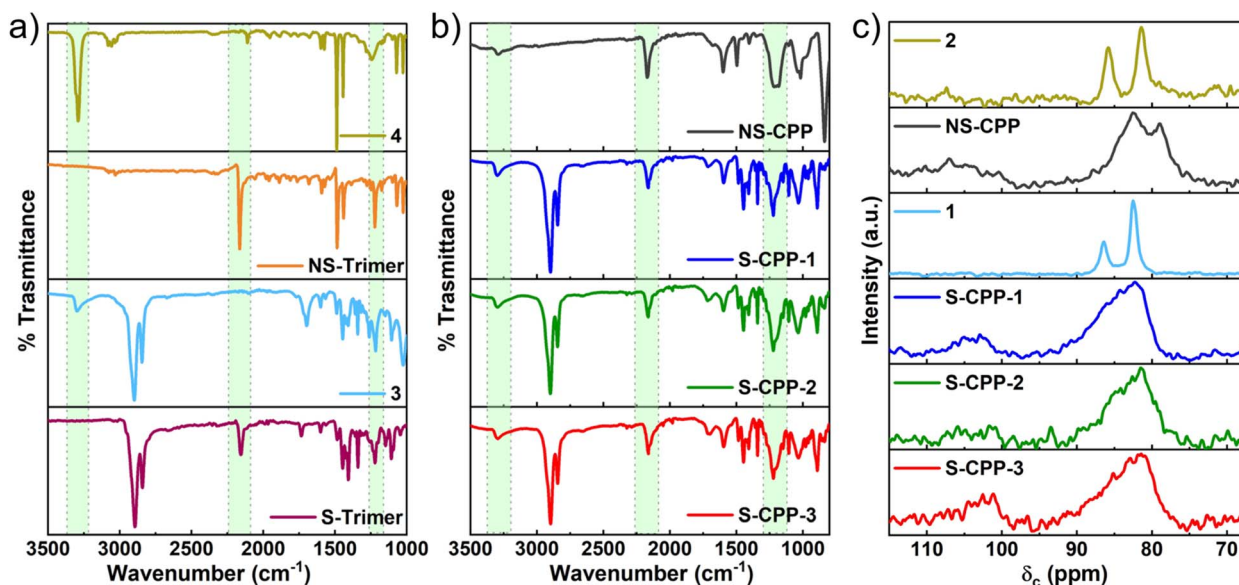 a)
% Trasmittance
4
NS-Trimer
3
S-Trimer
3500 3000 2500 2000 1500 1000
Wavenumber (cm⁻¹)
b)
% Trasmittance
NS-CPP
S-CPP-1
S-CPP-2
S-CPP-3
3500 3000 2500 2000 1500 1000
Wavenumber (cm⁻¹)
c)
Intensity (a.u.)
2
NS-CPP
1
S-CPP-1
S-CPP-2
S-CPP-3
110 100 90 80 70
δc (ppm)